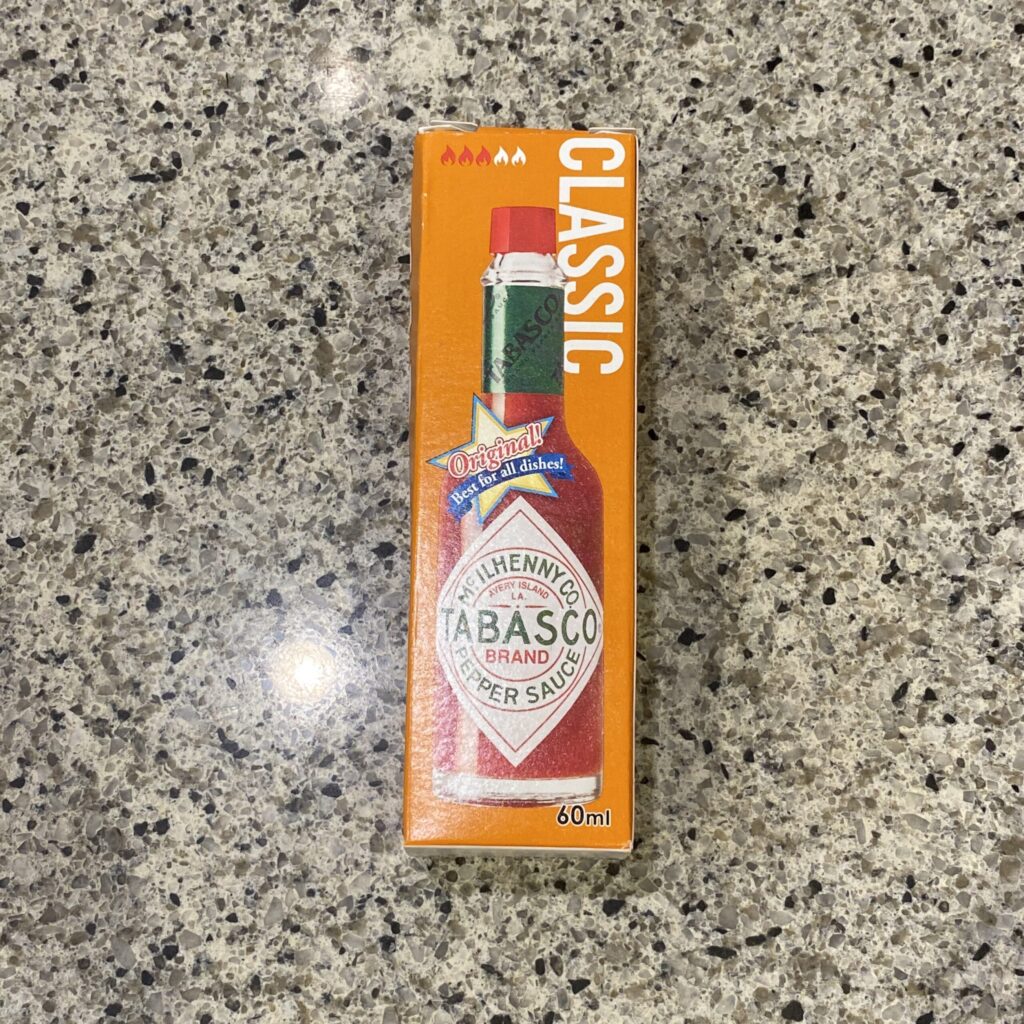 CLASSIC
TABASCO
Original!
Best for all dishes!
McILHENNY CO.
AVERY ISLAND
LA.
TABASCO
BRAND
PEPPER SAUCE
60ml